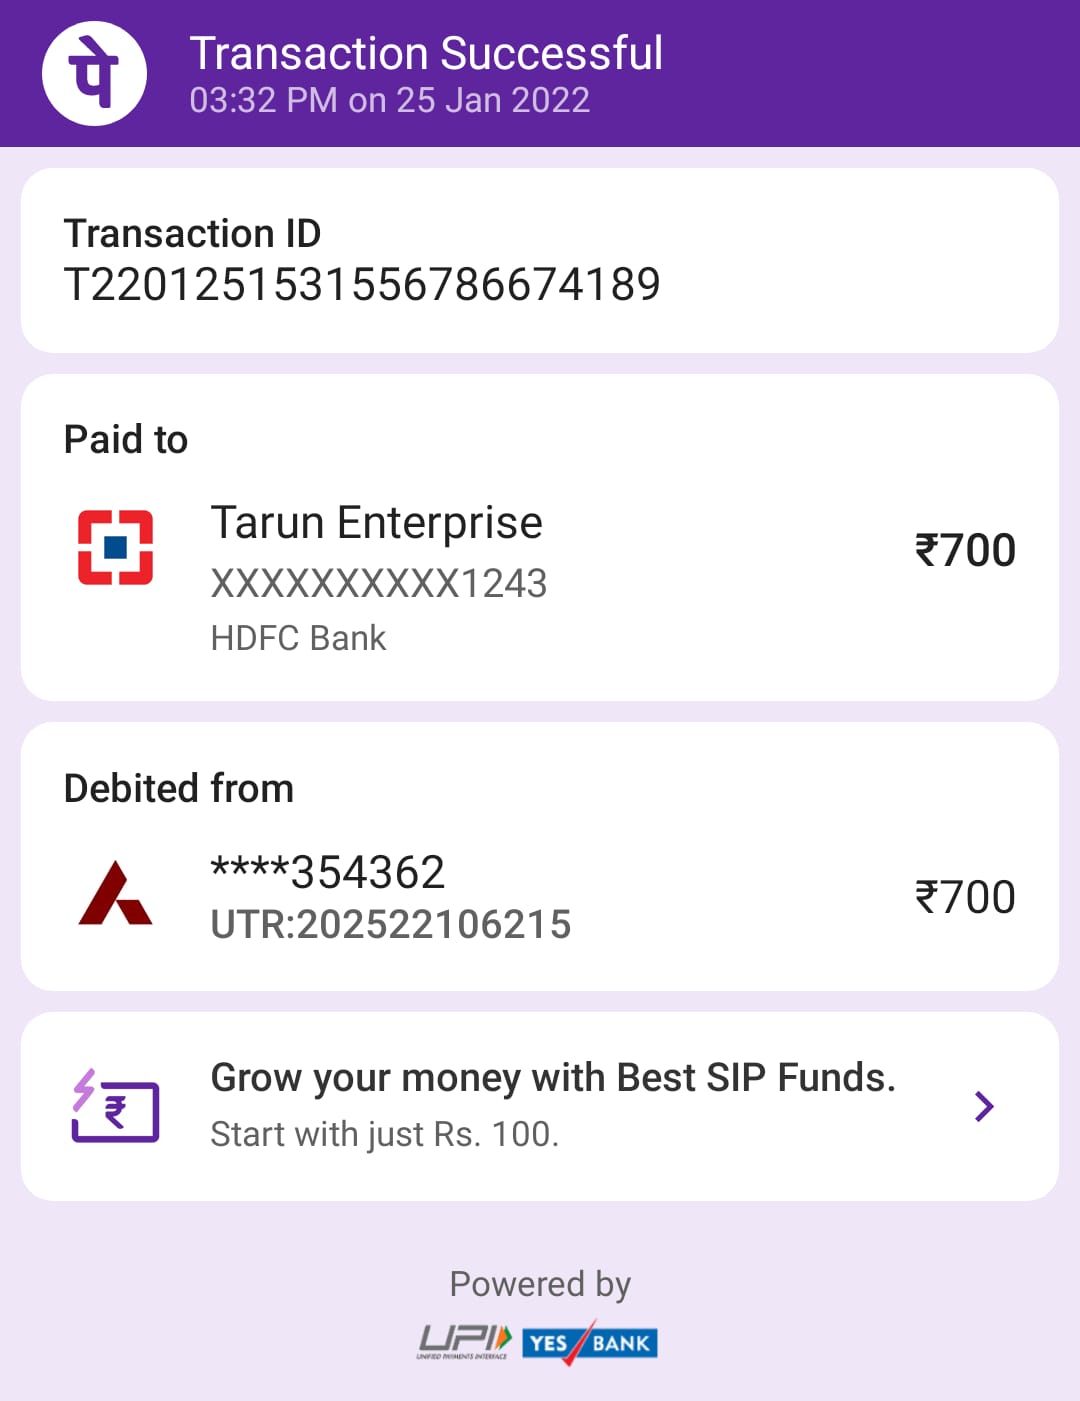 पे
Transaction Successful
03:32 PM on 25 Jan 2022
Transaction ID
T2201251531556786674189
Paid to
Tarun Enterprise
XXXXXXXXXX1243
HDFC Bank
₹700
Debited from
****354362
UTR:202522106215
₹700
₹
Grow your money with Best SIP Funds.
Start with just Rs. 100.
Powered by
UPI
UNIFIED PAYMENTS INTERFACE
YES BANK